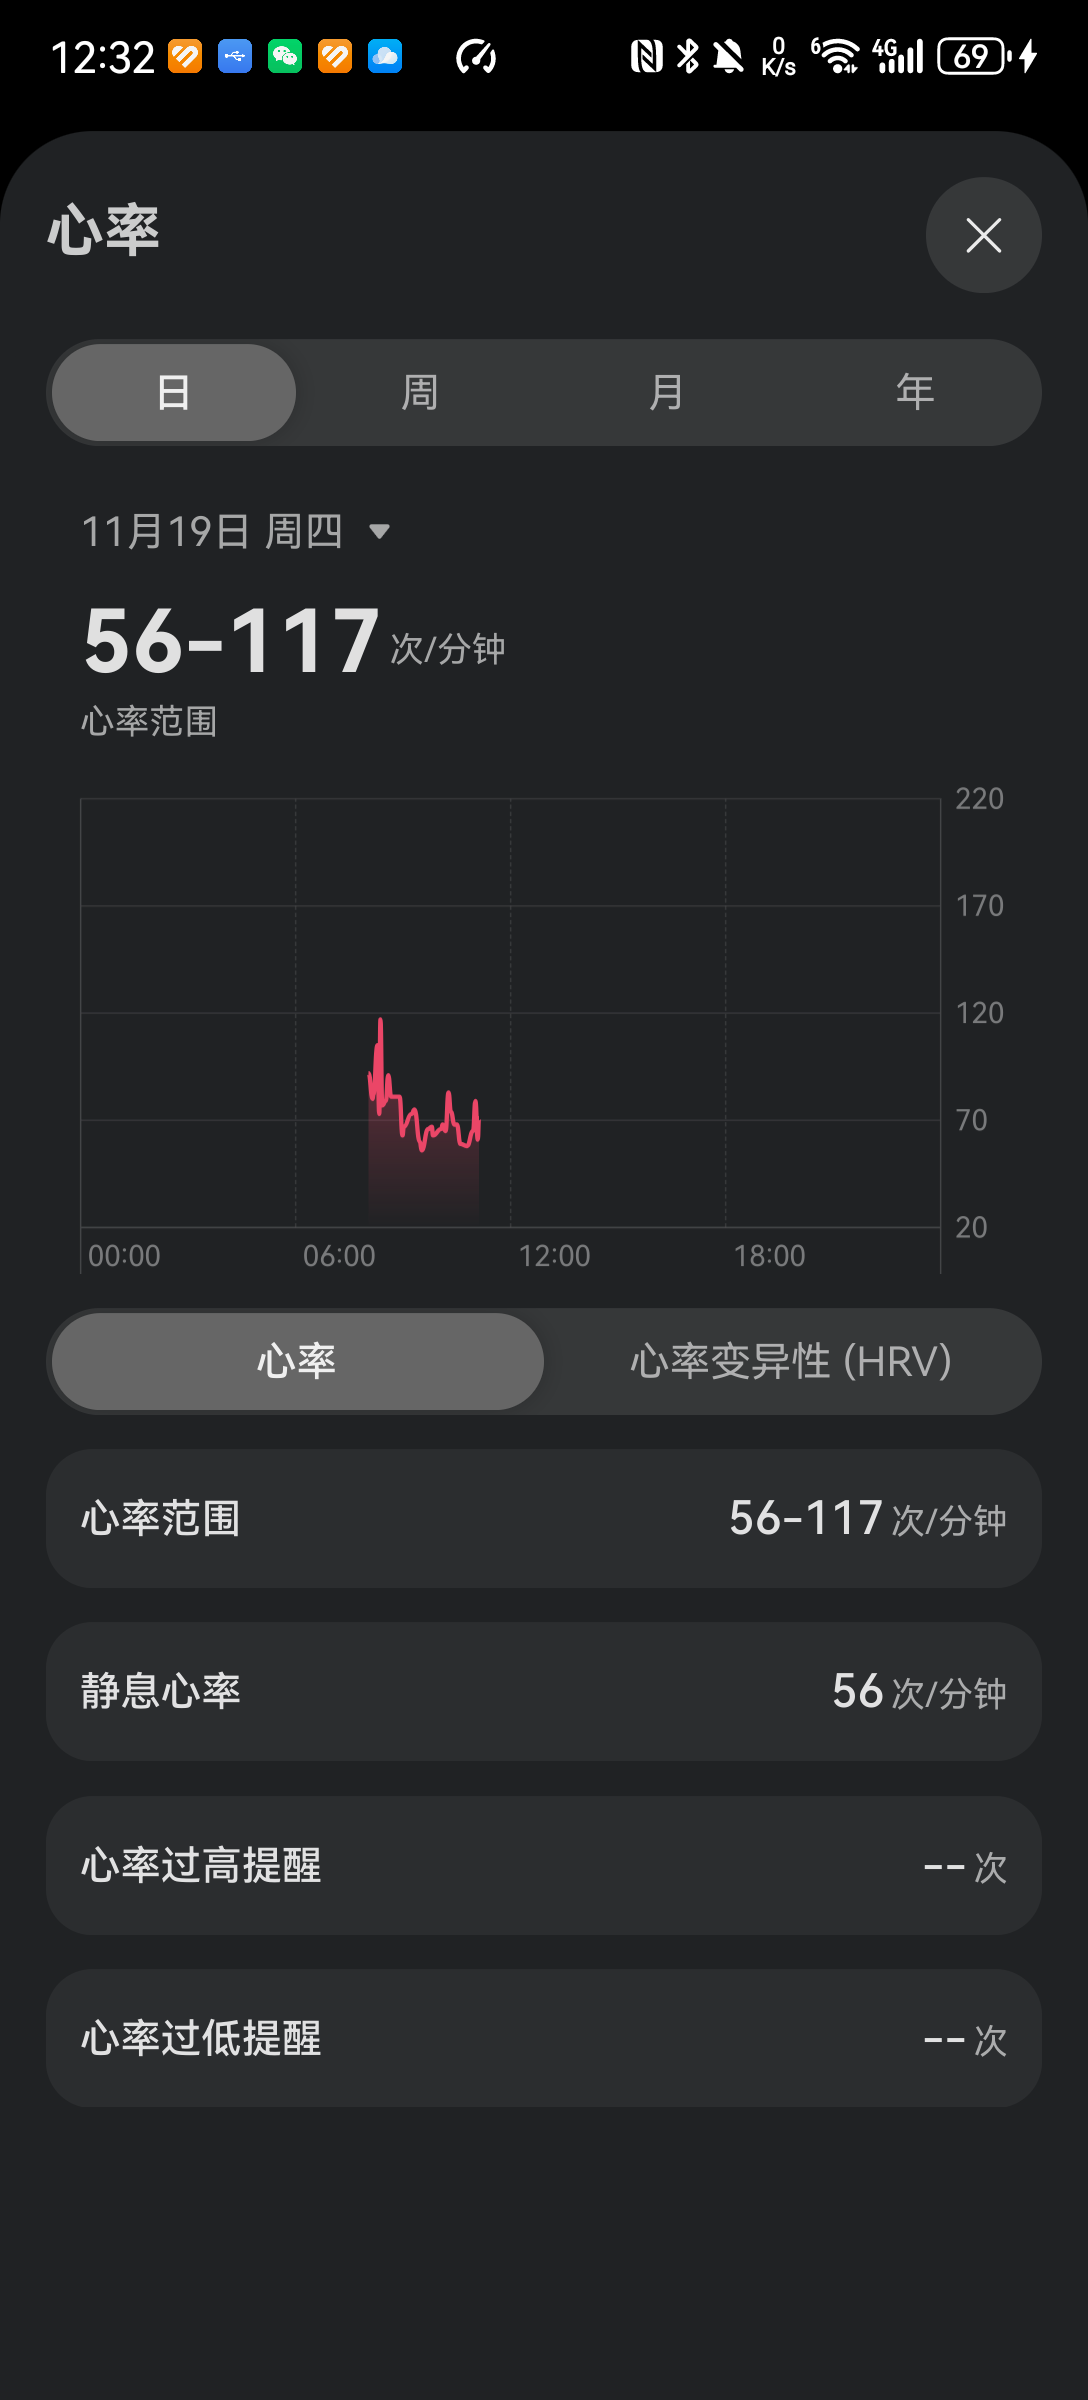 12:32 0 K/s 6 4G 69
心率
日 周 月 年
11月19日 周四
56-117 次/分钟
心率范围
220
170
120
70
20
00:00 06:00 12:00 18:00
心率 心率变异性 (HRV)
心率范围 56-117 次/分钟
静息心率 56 次/分钟
心率过高提醒 -- 次
心率过低提醒 -- 次